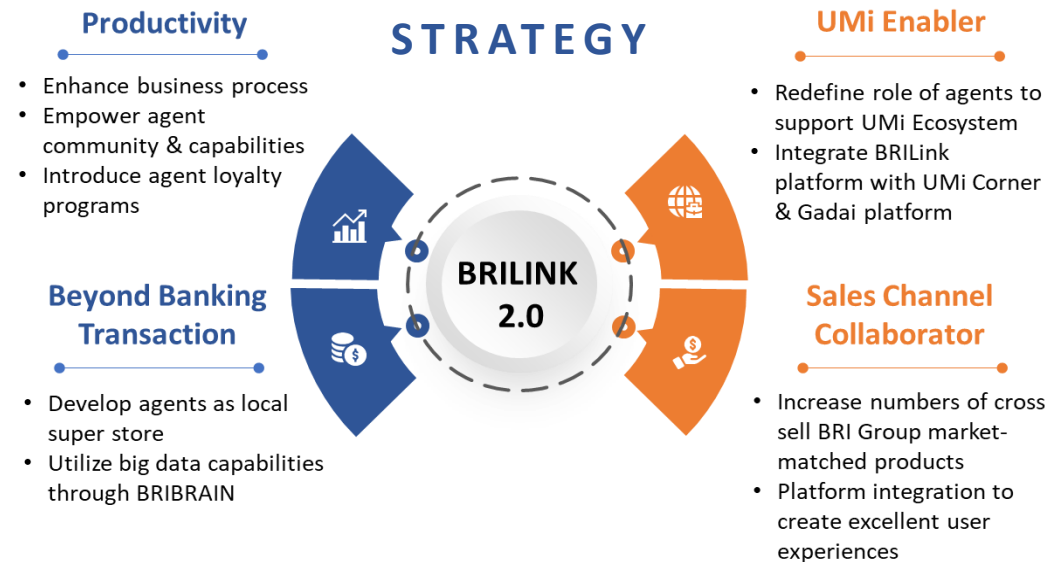 STRATEGY
Productivity
• Enhance business process
• Empower agent
community & capabilities
• Introduce agent loyalty
programs
Beyond Banking
Transaction
• Develop agents as local
super store
• Utilize big data capabilities
through BRIBRAIN
BRILINK
2.0
UMi Enabler
• Redefine role of agents to
support UMi Ecosystem
• Integrate BRILink
platform with UMi Corner
& Gadai platform
Sales Channel
Collaborator
• Increase numbers of cross
sell BRI Group market-
matched products
• Platform integration to
create excellent user
experiences